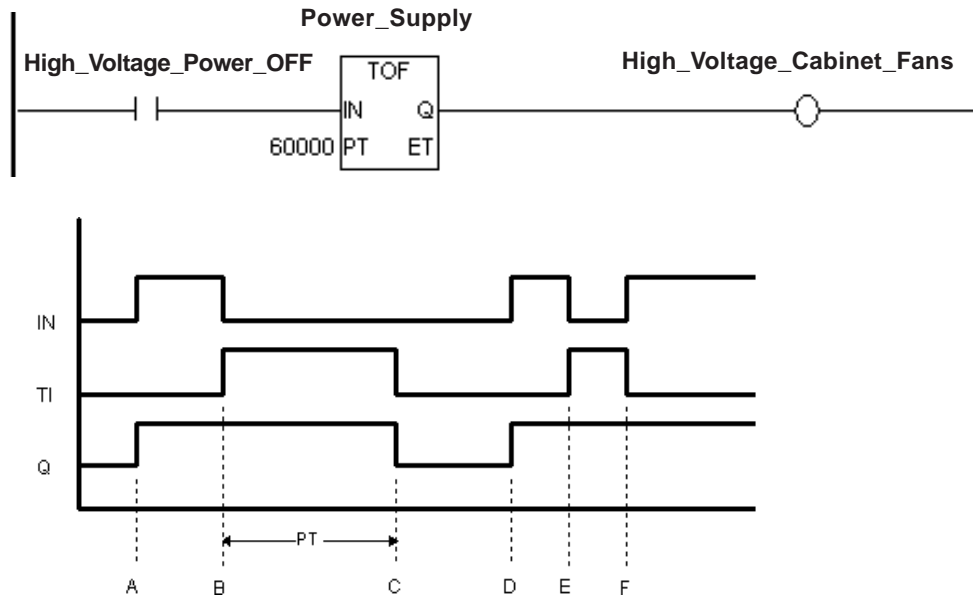 Power_Supply
High_Voltage_Power_OFF
High_Voltage_Cabinet_Fans
TOF
IN Q
60000 PT ET
IN
TI
Q
PT
A B C D E F